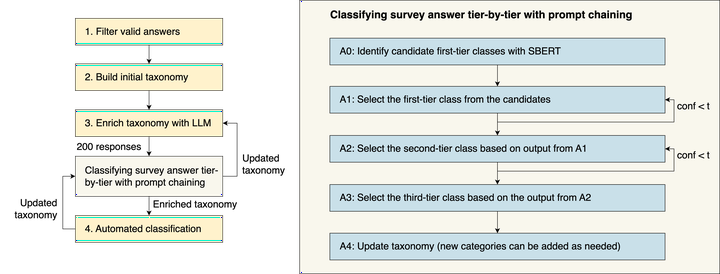 1. Filter valid answers
2. Build initial taxonomy
3. Enrich taxonomy with LLM
200 responses
Updated
taxonomy
Classifying survey answer tier-
by-tier with prompt chaining
Updated
taxonomy
Enriched taxonomy
4. Automated classification
Classifying survey answer tier-by-tier with prompt chaining
A0: Identify candidate first-tier classes with SBERT
A1: Select the first-tier class from the candidates
conf < t
A2: Select the second-tier class based on output from A1
conf < t
A3: Select the third-tier class based on the output from A2
A4: Update taxonomy (new categories can be added as needed)